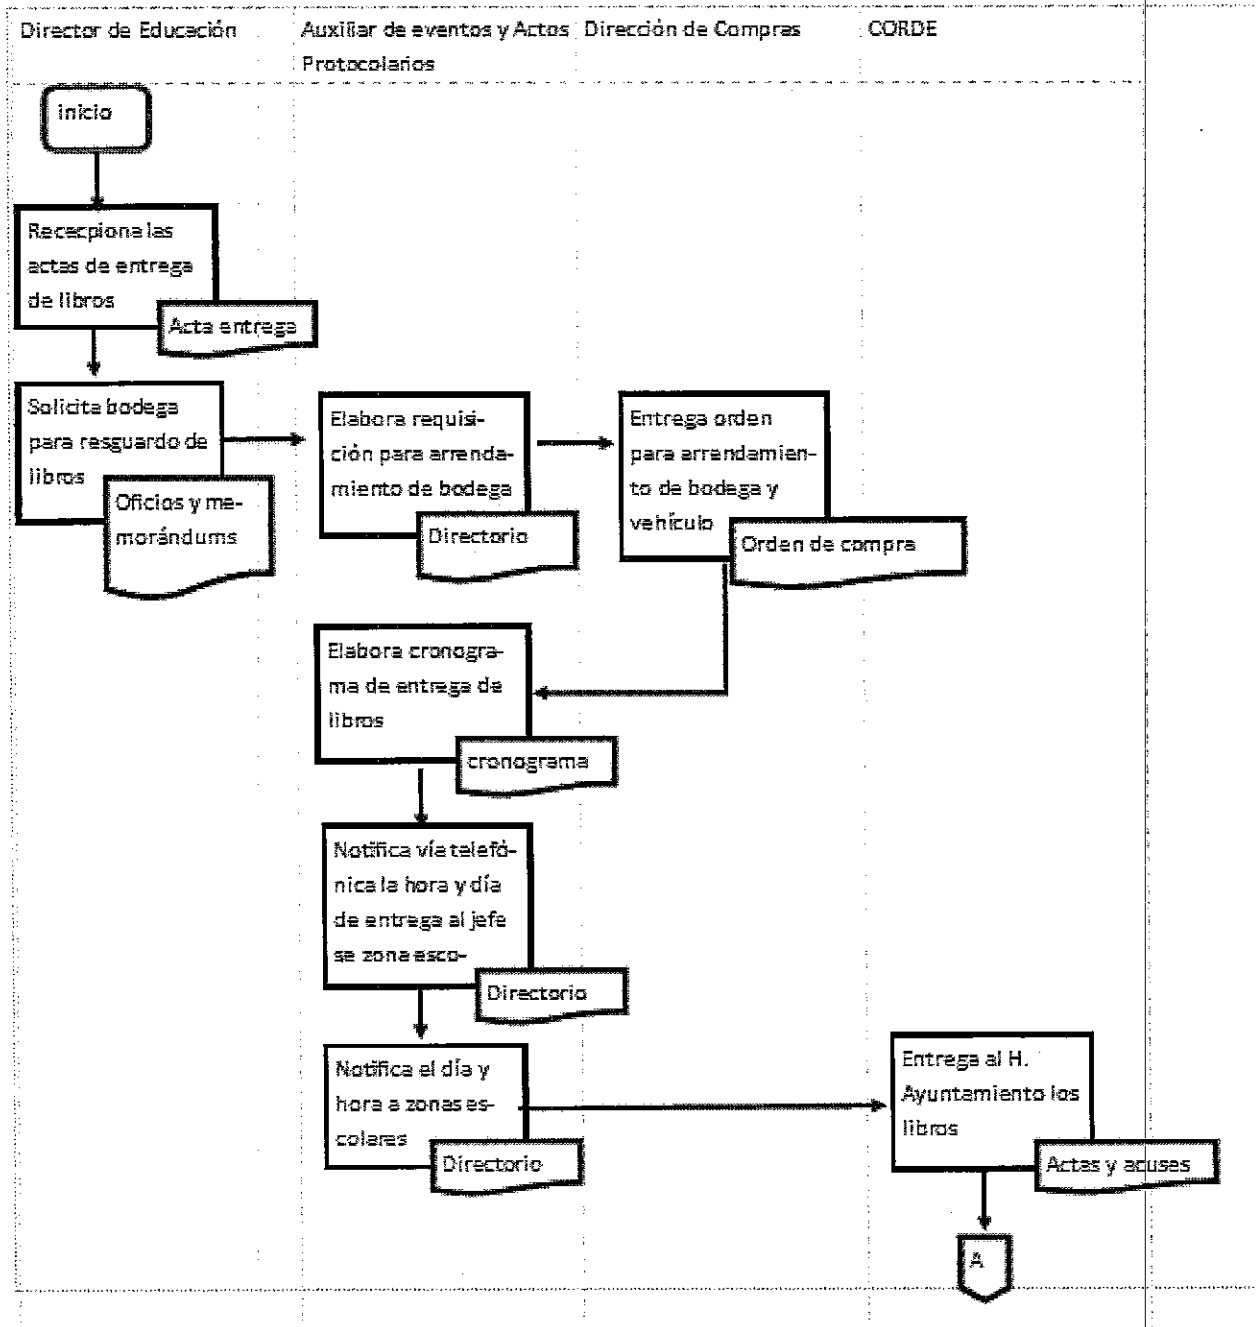 Director de Educación
Auxiliar de eventos y Actos
Protocolarios
Dirección de Compras
CORDE
inicio
Rececpiona las
actas de entrega
de libros
Acta entrega
Solicita bodega
para resguardo de
libros
Oficios y me-
morándums
Elabora requisi-
ción para arrenda-
miento de bodega
Directorio
Entrega orden
para arrendamien-
to de bodega y
vehículo
Orden de compra
Elabora cronogra-
ma de entrega de
libros
cronograma
Notifica vía telefó-
nica la hora y día
de entrega al jefe
se zona esco-
Directorio
Notifica el día y
hora a zonas es-
colares
Directorio
Entrega al H.
Ayuntamiento los
libros
Actas y acuses
A